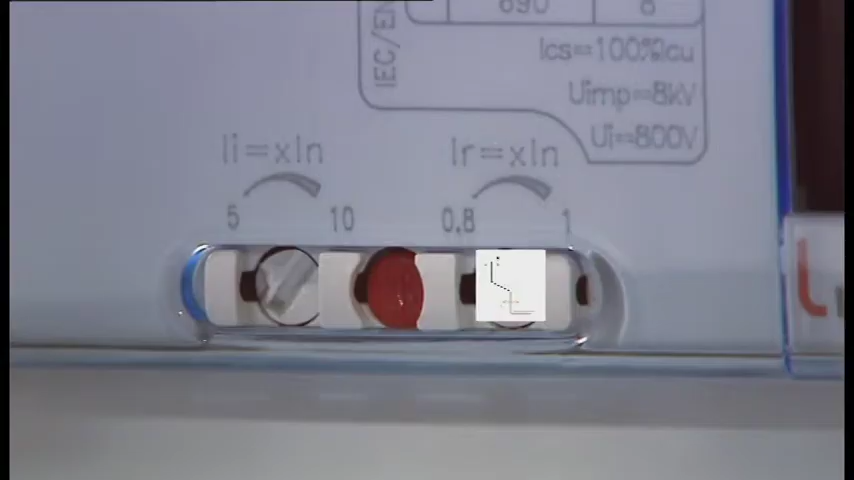 690
8
IEC/EN
Ics=100%Icu
Uimp=8kV
Ui=800V
Ii=xIn
Ir=xIn
5
10
0,8
1